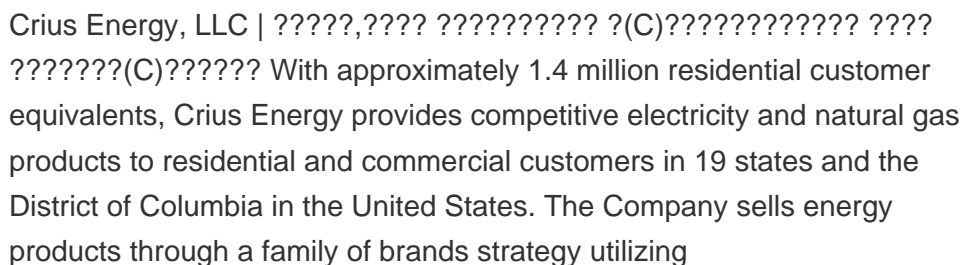 Crius Energy, LLC | ?????,???? ?????????? ?(C)???????????? ????
???????(C)?????? With approximately 1.4 million residential customer
equivalents, Crius Energy provides competitive electricity and natural gas
products to residential and commercial customers in 19 states and the
District of Columbia in the United States. The Company sells energy
products through a family of brands strategy utilizing